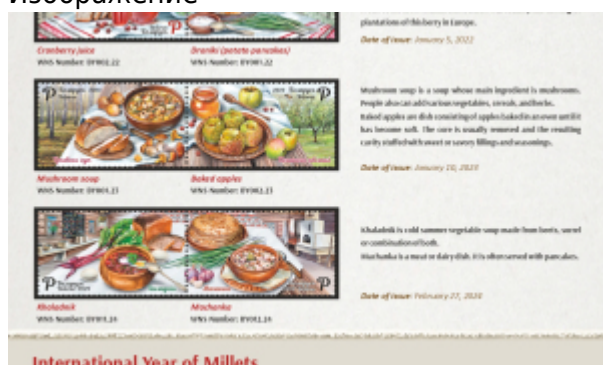 Изображение
plantations of this berry in Europe.
Date of issue: January 5, 2022
Cranberry juice
Draniki (potato pancakes)
WNS Number: BY002.22
WNS Number: BY001.22
Mushroom soup is a soup whose main ingredient is mushrooms.
People also can add various vegetables, cereals, and herbs.
Baked apples are dish consisting of apples baked in an oven until it
has become soft. The core is usually removed and the resulting
cavity stuffed with sweet or savory fillings and seasonings.
Date of issue: January 10, 2023
Mushroom soup
Baked apples
WNS Number: BY001.23
WNS Number: BY002.23
Khaladnik is cold summer vegetable soup made from beets, sorrel
or combination of both.
Machanka is a meat or dairy dish. It is often served with pancakes.
Date of issue: February 27, 2024
Khaladnik
Machanka
WNS Number: BY011.24
WNS Number: BY012.24
International Year of Millets